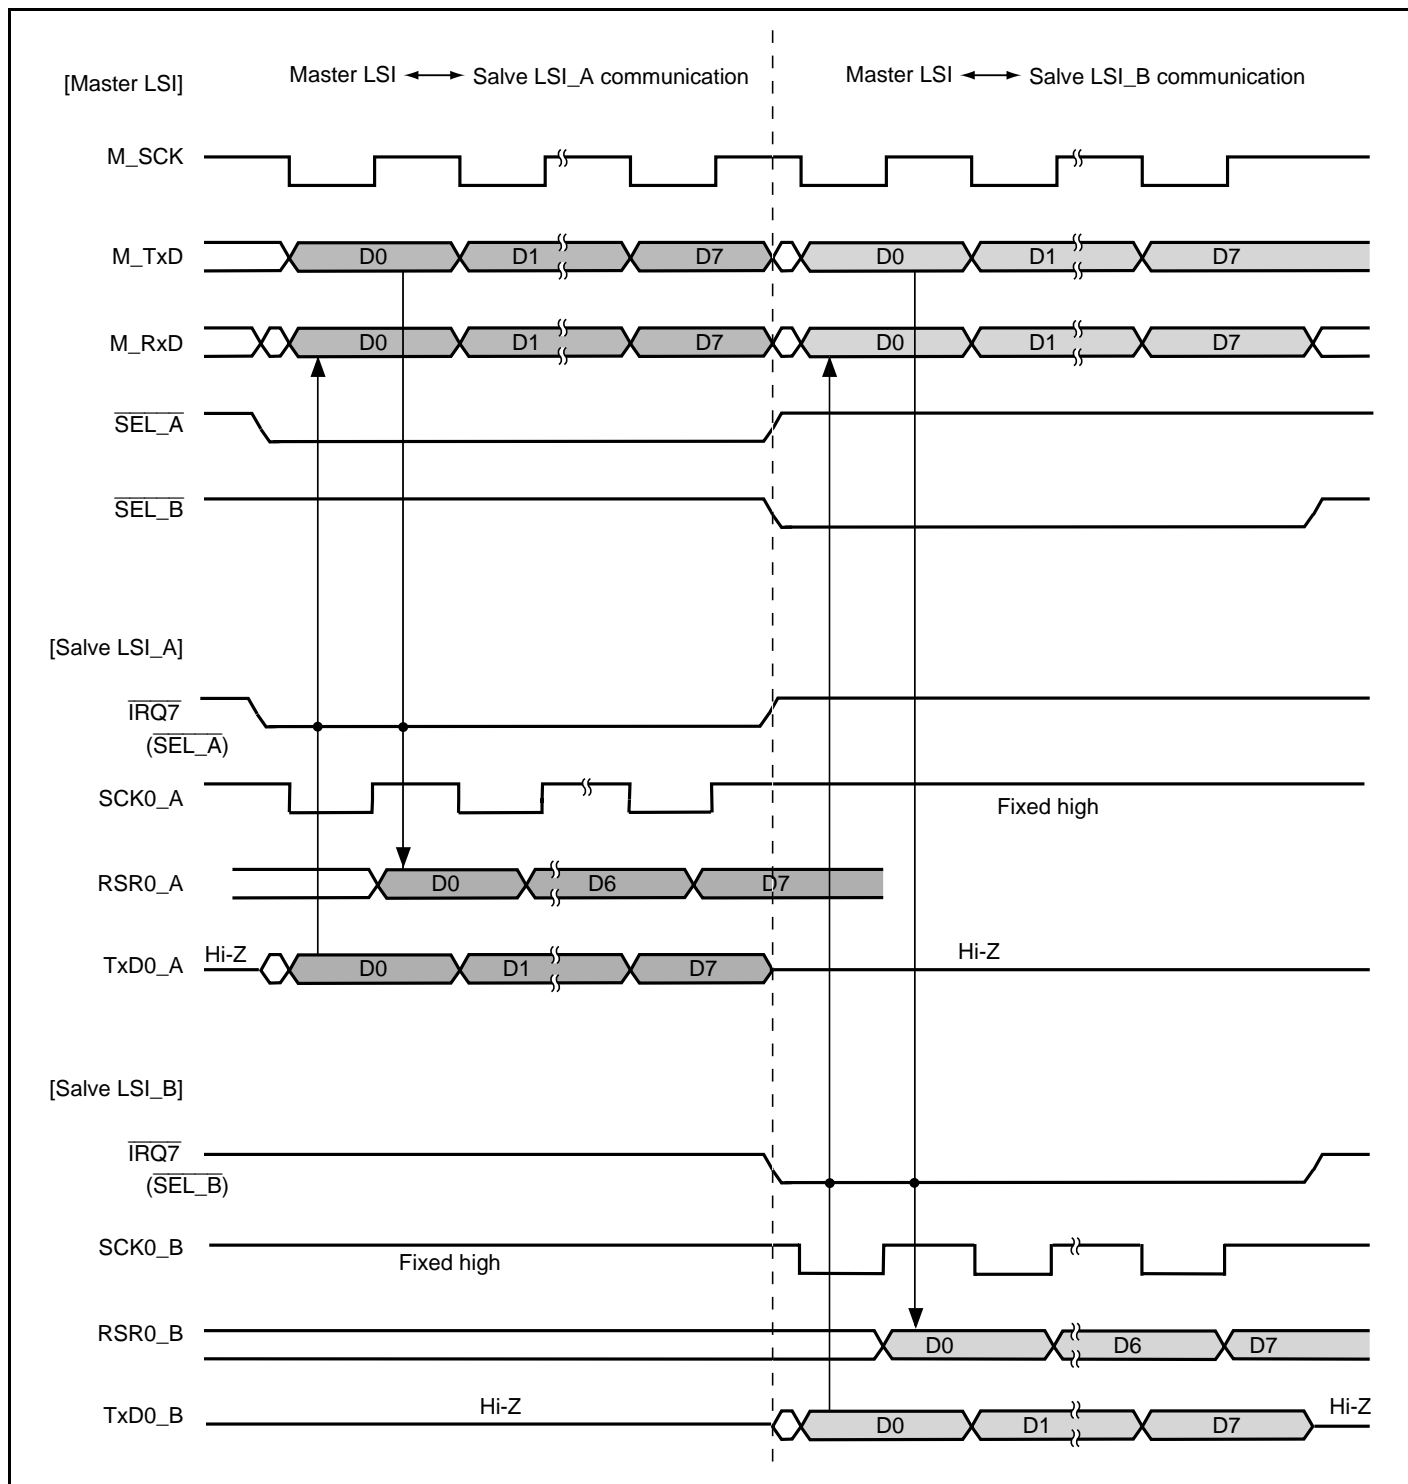 Master LSI ↔ Salve LSI_A communication
Master LSI ↔ Salve LSI_B communication
[Master LSI]
M_SCK
M_TxD D0 D1 D7 D0 D1 D7
M_RxD D0 D1 D7 D0 D1 D7
SEL_A
SEL_B
[Salve LSI_A]
IRQ7
(SEL_A)
SCK0_A
Fixed high
RSR0_A D0 D6 D7
TxD0_A Hi-Z D0 D1 D7 Hi-Z
[Salve LSI_B]
IRQ7
(SEL_B)
SCK0_B
Fixed high
RSR0_B D0 D6 D7
TxD0_B Hi-Z D0 D1 D7 Hi-Z